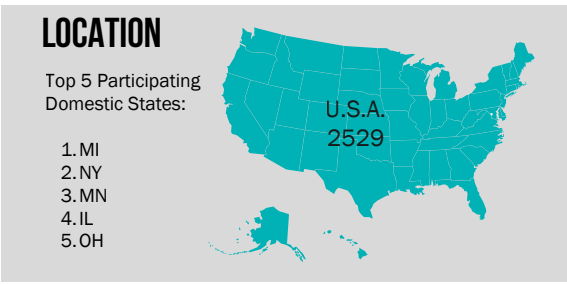 LOCATION
Top 5 Participating
Domestic States:
1. MI
2. NY
3. MN
4. IL
5. OH
U.S.A.
2529